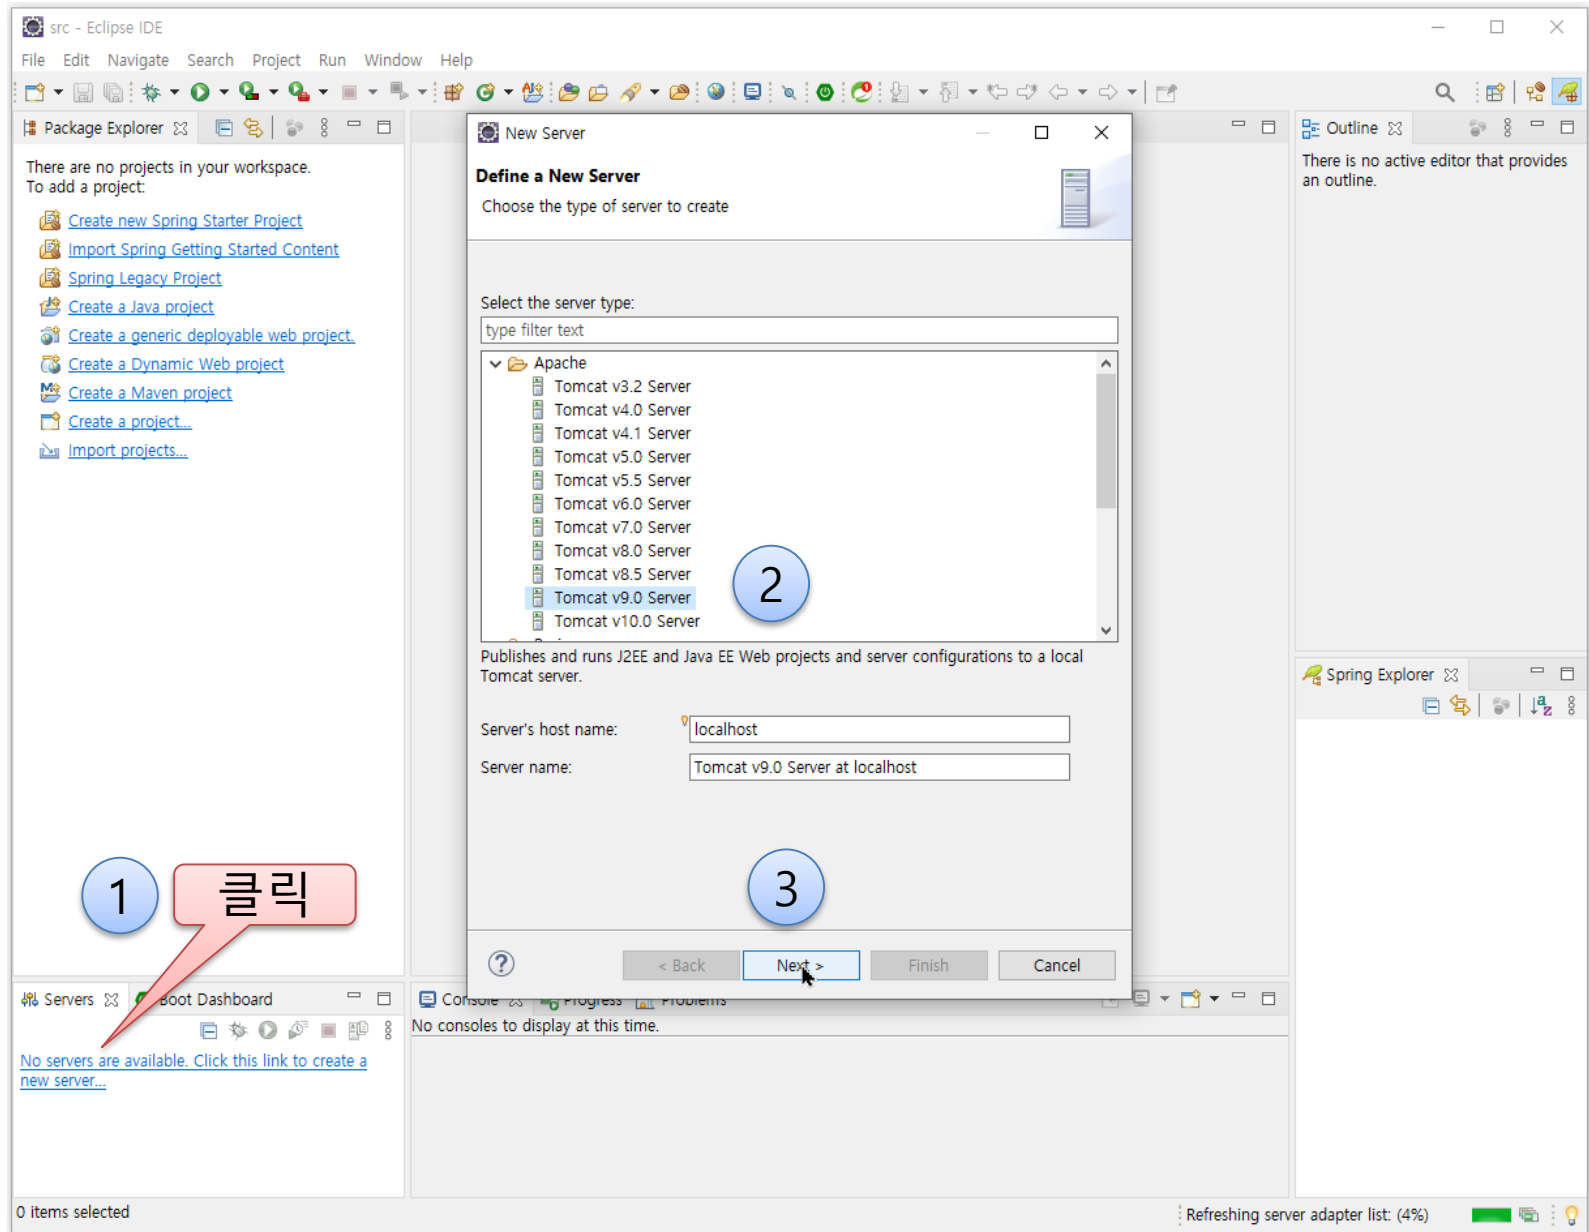 src - Eclipse IDE
File Edit Navigate Search Project Run Window Help
Package Explorer
There are no projects in your workspace.
To add a project:
Create new Spring Starter Project
Import Spring Getting Started Content
Spring Legacy Project
Create a Java project
Create a generic deployable web project.
Create a Dynamic Web project
Create a Maven project
Create a project...
Import projects...
New Server
Define a New Server
Choose the type of server to create
Select the server type:
type filter text
Apache
Tomcat v3.2 Server
Tomcat v4.0 Server
Tomcat v4.1 Server
Tomcat v5.0 Server
Tomcat v5.5 Server
Tomcat v6.0 Server
Tomcat v7.0 Server
Tomcat v8.0 Server
Tomcat v8.5 Server
Tomcat v9.0 Server
Tomcat v10.0 Server
2
Publishes and runs J2EE and Java EE Web projects and server configurations to a local
Tomcat server.
Server's host name: localhost
Server name: Tomcat v9.0 Server at localhost
3
< Back Next > Finish Cancel
Outline
There is no active editor that provides
an outline.
Spring Explorer
1 클릭
Servers Boot Dashboard
No servers are available. Click this link to create a
new server...
Console Progress Problems
No consoles to display at this time.
0 items selected
Refreshing server adapter list: (4%)